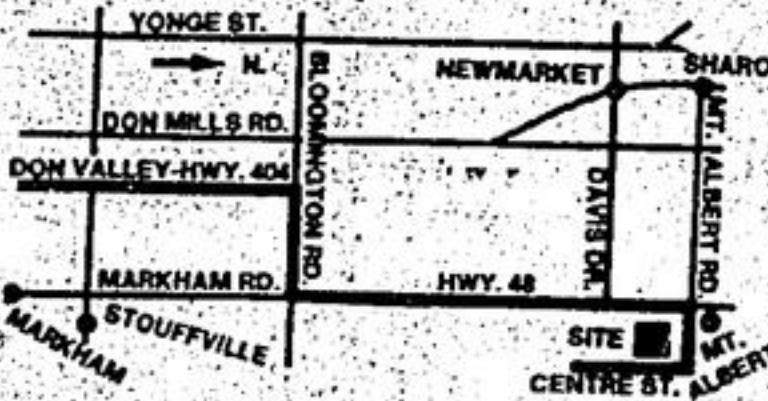 YONGE ST.
N.
BLOOMINGTON RD.
NEWMARKET
SHARO
DON MILLS RD.
DON VALLEY-HWY. 404
DAVIS DR.
MT. ALBERT RD.
MARKHAM RD.
HWY. 48
MARKHAM
STOUFFVILLE
SITE
MT.
ALBERT
CENTRE ST.